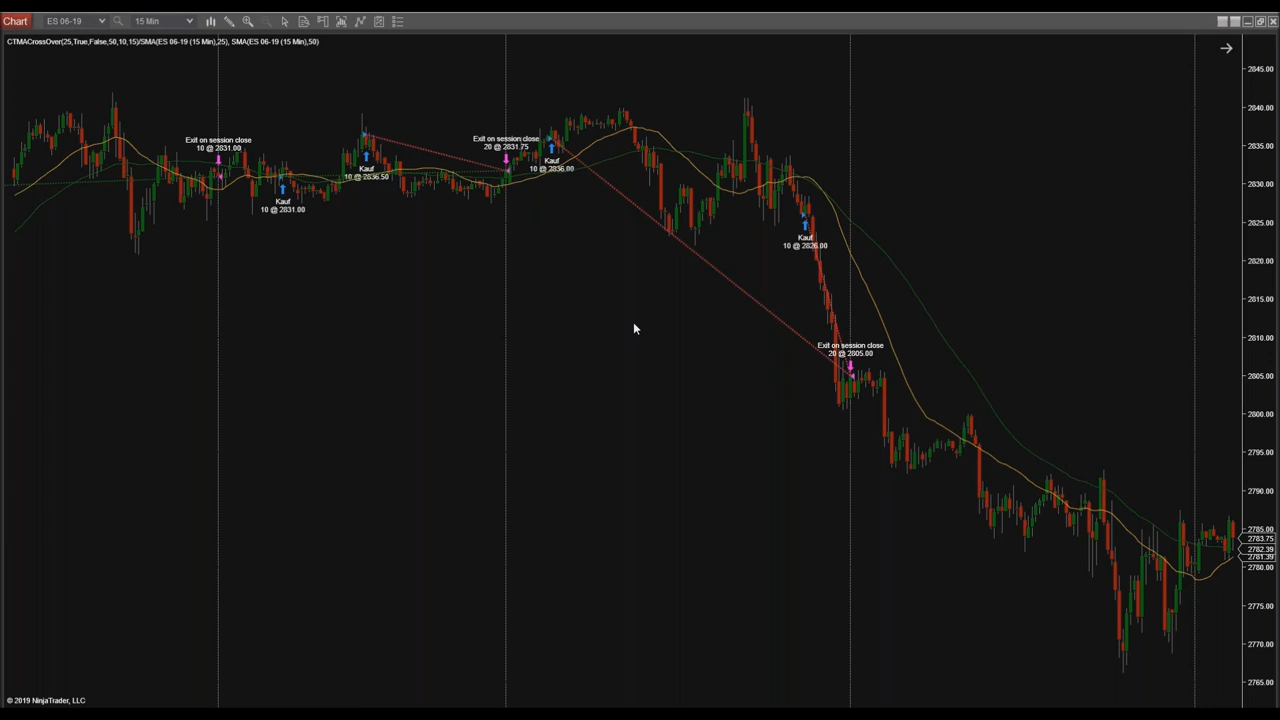 Chart ES 06-19 15 Min
CTMACrossOver(25,True,False,50,10,15)/SMA(ES 06-19 (15 Min),25), SMA(ES 06-19 (15 Min),50)
2845.00
2840.00
2835.00
2830.00
2825.00
2820.00
2815.00
2810.00
2805.00
2800.00
2795.00
2790.00
2785.00
2783.75
2782.39
2781.39
2780.00
2775.00
2770.00
2765.00
Exit on session close
10 @ 2831.00
Kauf
10 @ 2831.00
Kauf
10 @ 2836.50
Exit on session close
20 @ 2831.75
Kauf
10 @ 2836.00
Kauf
10 @ 2826.00
Exit on session close
20 @ 2805.00
© 2019 NinjaTrader, LLC